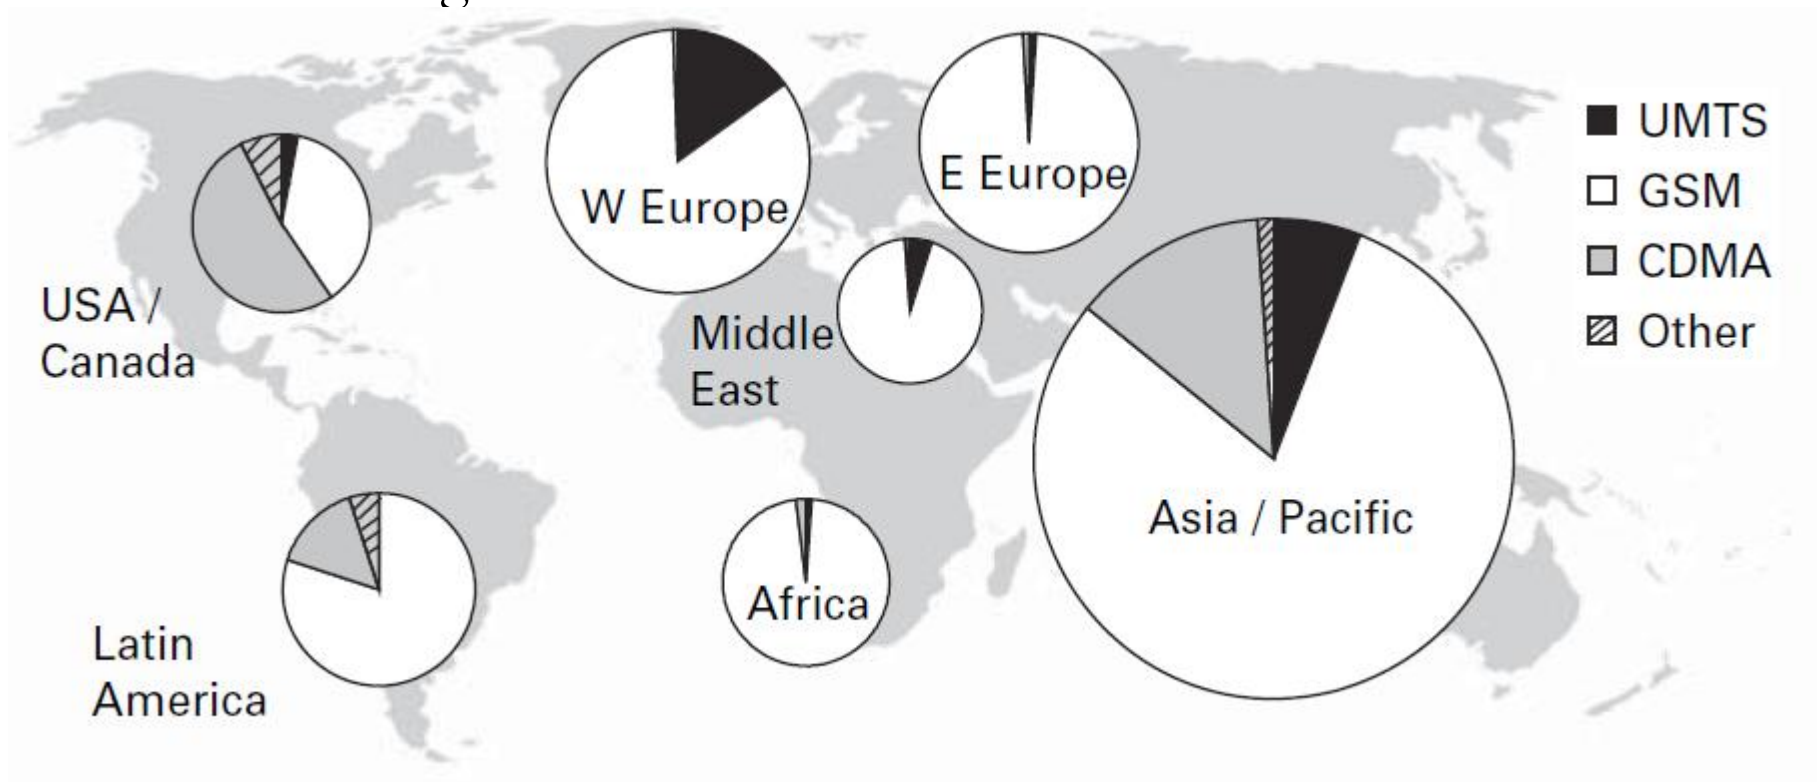 W Europe
E Europe
UMTS
GSM
CDMA
Other
USA /
Canada
Middle
East
Asia / Pacific
Africa
Latin
America